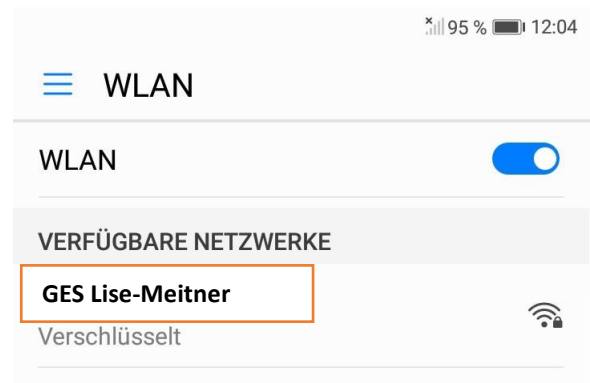 95 % 12:04
WLAN
WLAN
VERFÜGBARE NETZWERKE
GES Lise-Meitner
Verschlüsselt